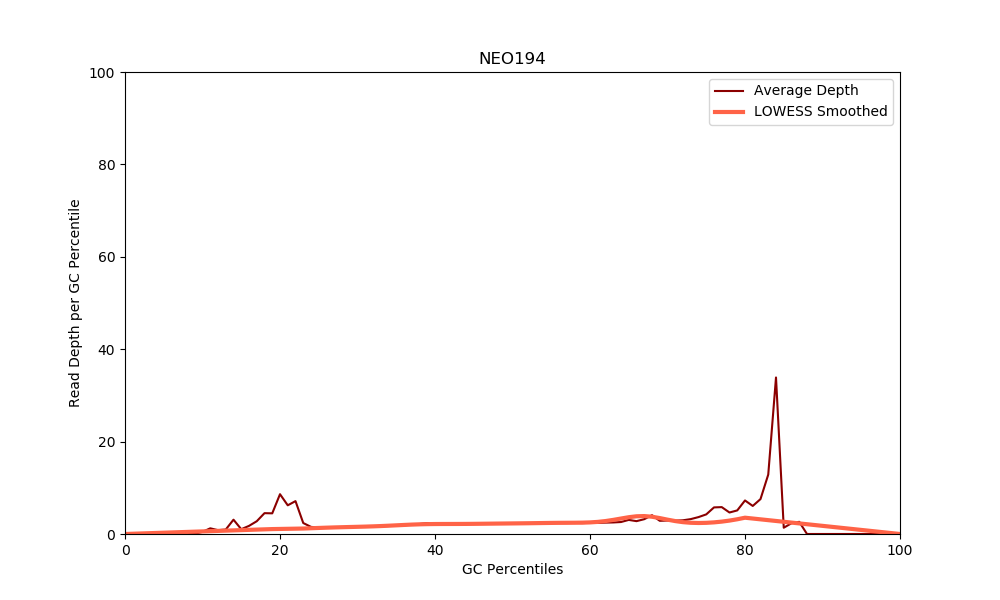 NEO194
Average Depth
LOWESS Smoothed
100
80
60
40
20
0
Read Depth per GC Percentile
0 20 40 60 80 100
GC Percentiles